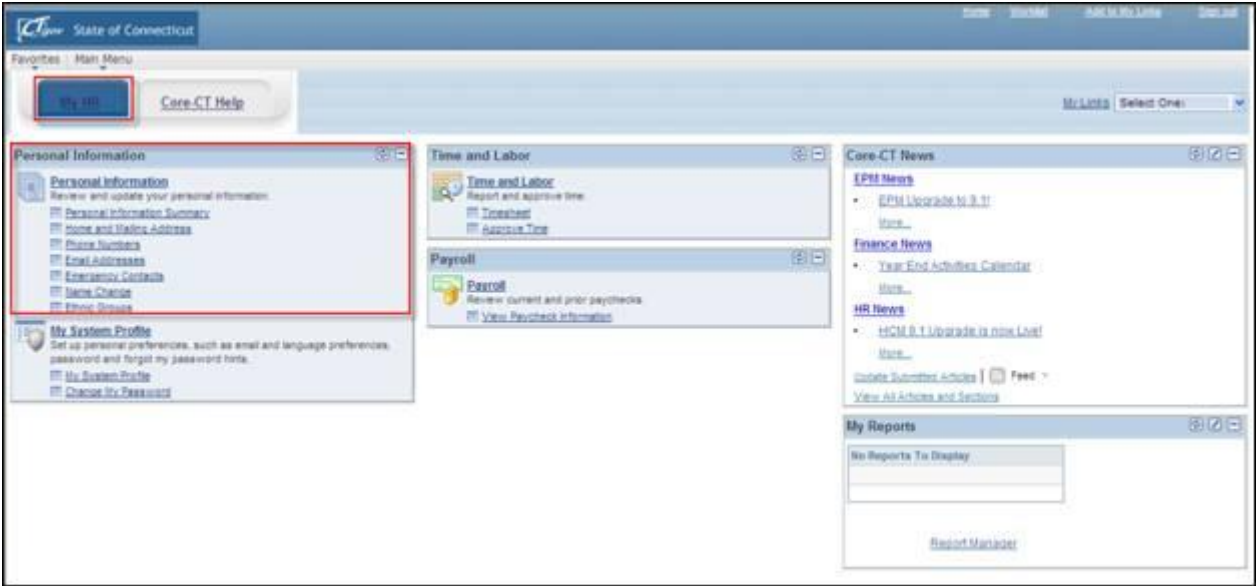 CT.gov State of Connecticut
Home Worklist Add to My Links Sign out
Favorites Main Menu
My HR Core-CT Help
My Links Select One:
Personal Information
Personal Information
Review and update your personal information.
Personal Information Summary
Home and Mailing Address
Phone Numbers
Email Addresses
Emergency Contacts
Name Change
Ethnic Groups
My System Profile
Set up personal preferences, such as email and language preferences,
password and forgot my password hints.
My System Profile
Change My Password
Time and Labor
Time and Labor
Report and approve time.
Timesheet
Approve Time
Payroll
Payroll
Review current and prior paychecks.
View Paycheck Information
Core-CT News
EPM News
• EPM Upgrade to 9.1!
More...
Finance News
• Year End Activities Calendar
More...
HR News
• HCM 9.1 Upgrade is now Live!
More...
Update Submitted Articles | Feed
View All Articles and Sections
My Reports
No Reports To Display
Report Manager